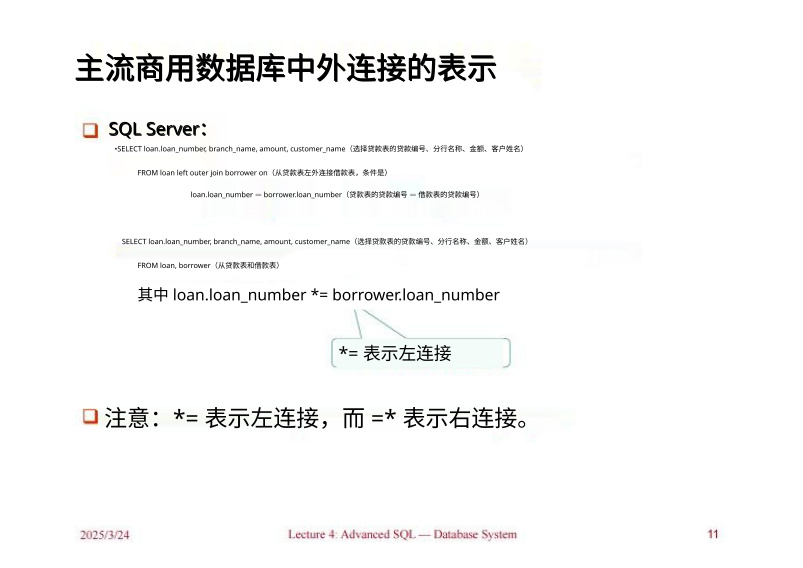 主流商用数据库中外连接的表示
SQL Server：
•SELECT loan.loan_number, branch_name, amount, customer_name（选择贷款表的贷款编号、分行名称、金额、客户姓名）
FROM loan left outer join borrower on（从贷款表左外连接借款表，条件是）
loan.loan_number — borrower.loan_number（贷款表的贷款编号 — 借款表的贷款编号）
SELECT loan.loan_number, branch_name, amount, customer_name（选择贷款表的贷款编号、分行名称、金额、客户姓名）
FROM loan, borrower（从贷款表和借款表）
其中 loan.loan_number *= borrower.loan_number
*= 表示左连接
注意：*= 表示左连接，而 =* 表示右连接。
2025/3/24
Lecture 4: Advanced SQL — Database System
11